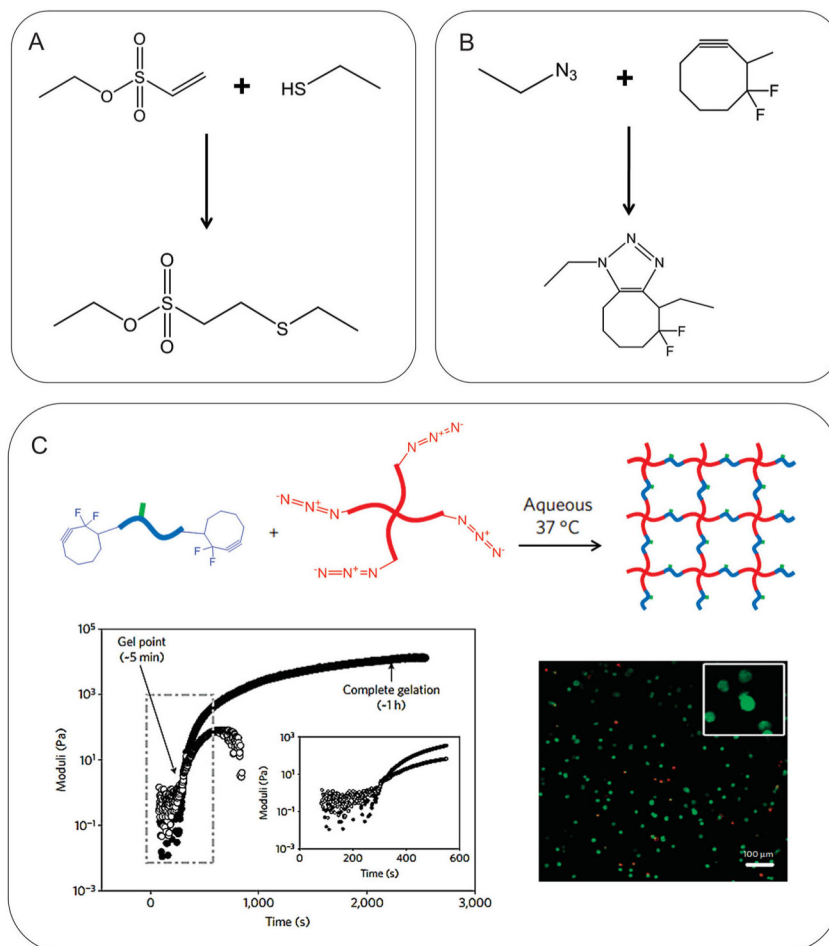 A
O
S
O
O
+
HS
O
S
O
O
S
B
N3
+
F
F
N
N
N
F
F
C
F F
-N=N+=N
N=N+=N-
+
N=N+=N-
-N=N+=N
F
F
Aqueous
37 °C
Gel point
(~5 min)
Complete gelation
(~1 h)
Moduli (Pa)
10^5
10^3
10^1
10^-1
10^-3
0
1,000
2,000
3,000
Time (s)
Moduli (Pa)
10^3
10^1
10^-1
10^-3
0
200
400
600
Time (s)
100 μm